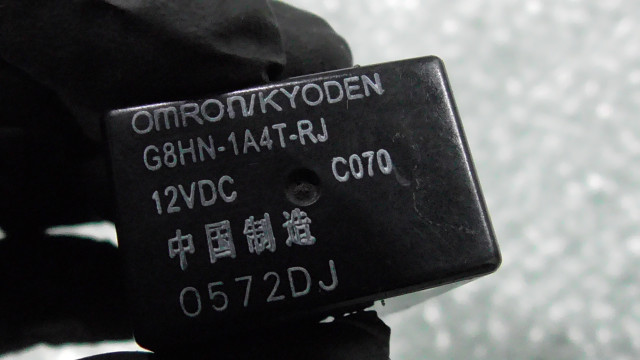 OMRON/KYODEN
G8HN-1A4T-RJ
12VDC C070
中国制造
0572DJ